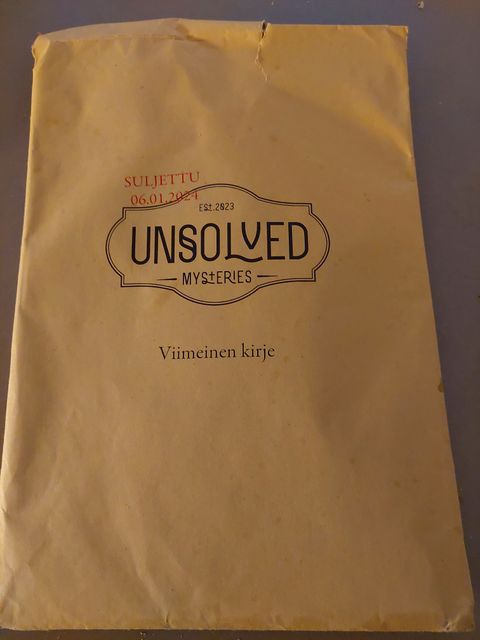 SULJETTU
06.01.2024
Est.2023
UNSOLVED
MYStERIES
Viimeinen kirje